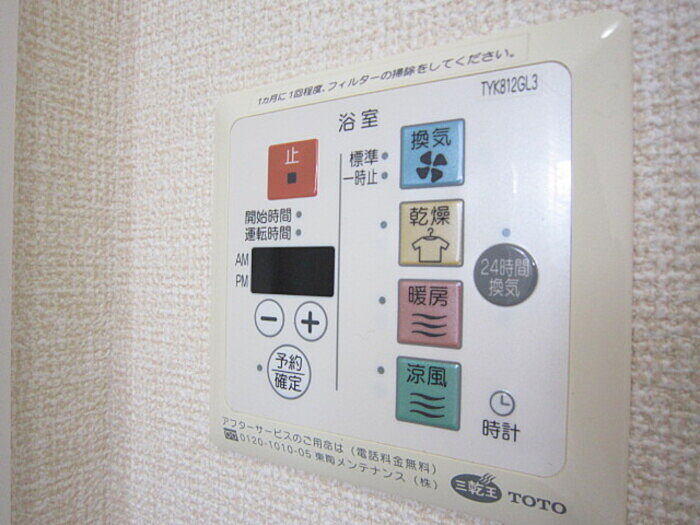 1カ月に1回程度、フィルターの掃除をしてください。
TYK812GL3
浴室
止
換気
標準
一時止
開始時間
運転時間
乾燥
AM
PM
24時間
換気
暖房
− +
予約
確定
涼風
時計
アフターサービスのご用命は（電話料金無料）
0120-1010-05 東陶メンテナンス（株）
三乾王 TOTO